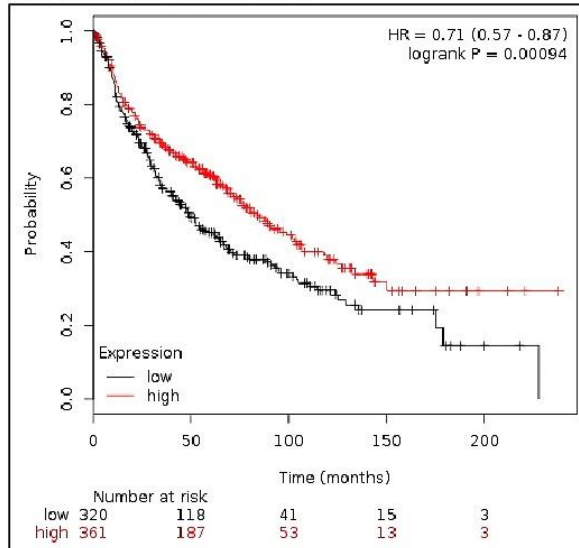 HR = 0.71 (0.57 - 0.87)
logrank P = 0.00094
Probability
1.0
0.8
0.6
0.4
0.2
0.0
Expression
low
high
0 50 100 150 200
Time (months)
Number at risk
low 320 118 41 15 3
high 361 187 53 13 3